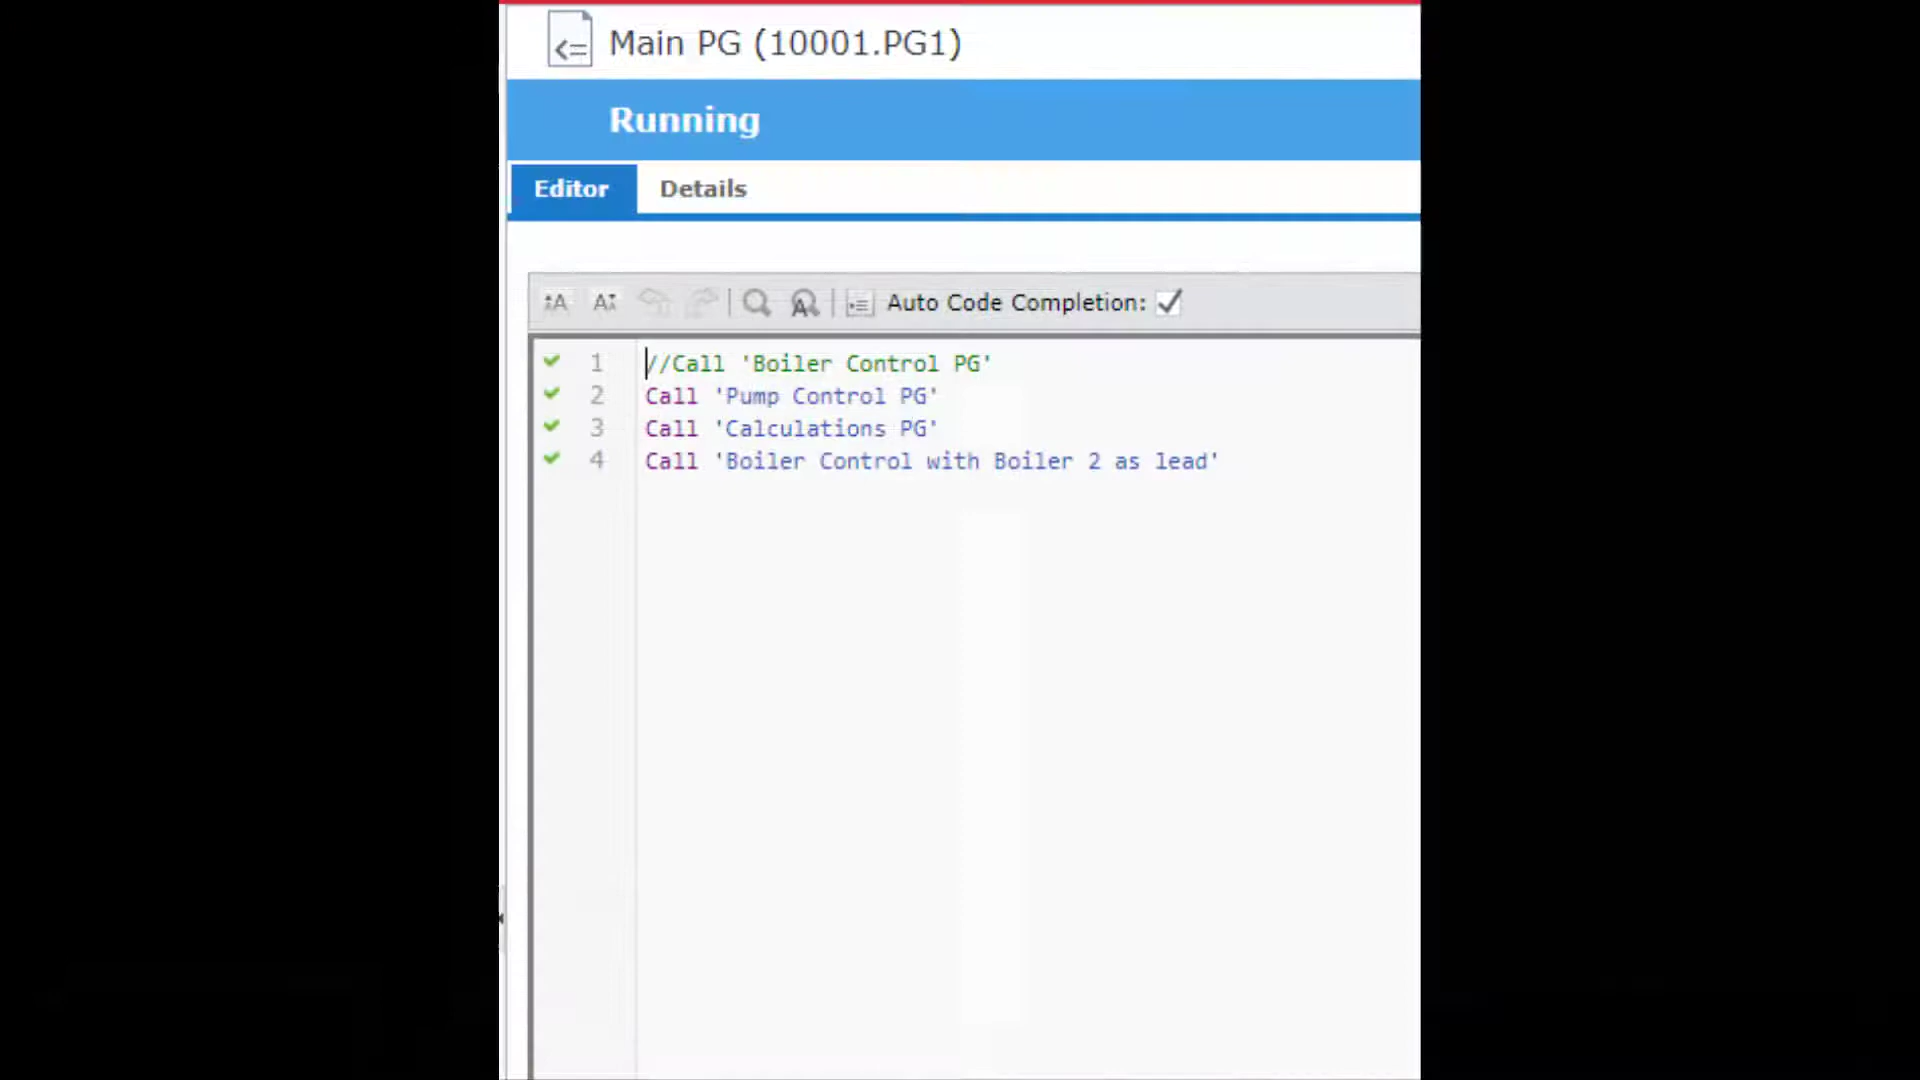 Main PG (10001.PG1)
Running
Editor Details
Auto Code Completion:
1 //Call 'Boiler Control PG'
2 Call 'Pump Control PG'
3 Call 'Calculations PG'
4 Call 'Boiler Control with Boiler 2 as lead'